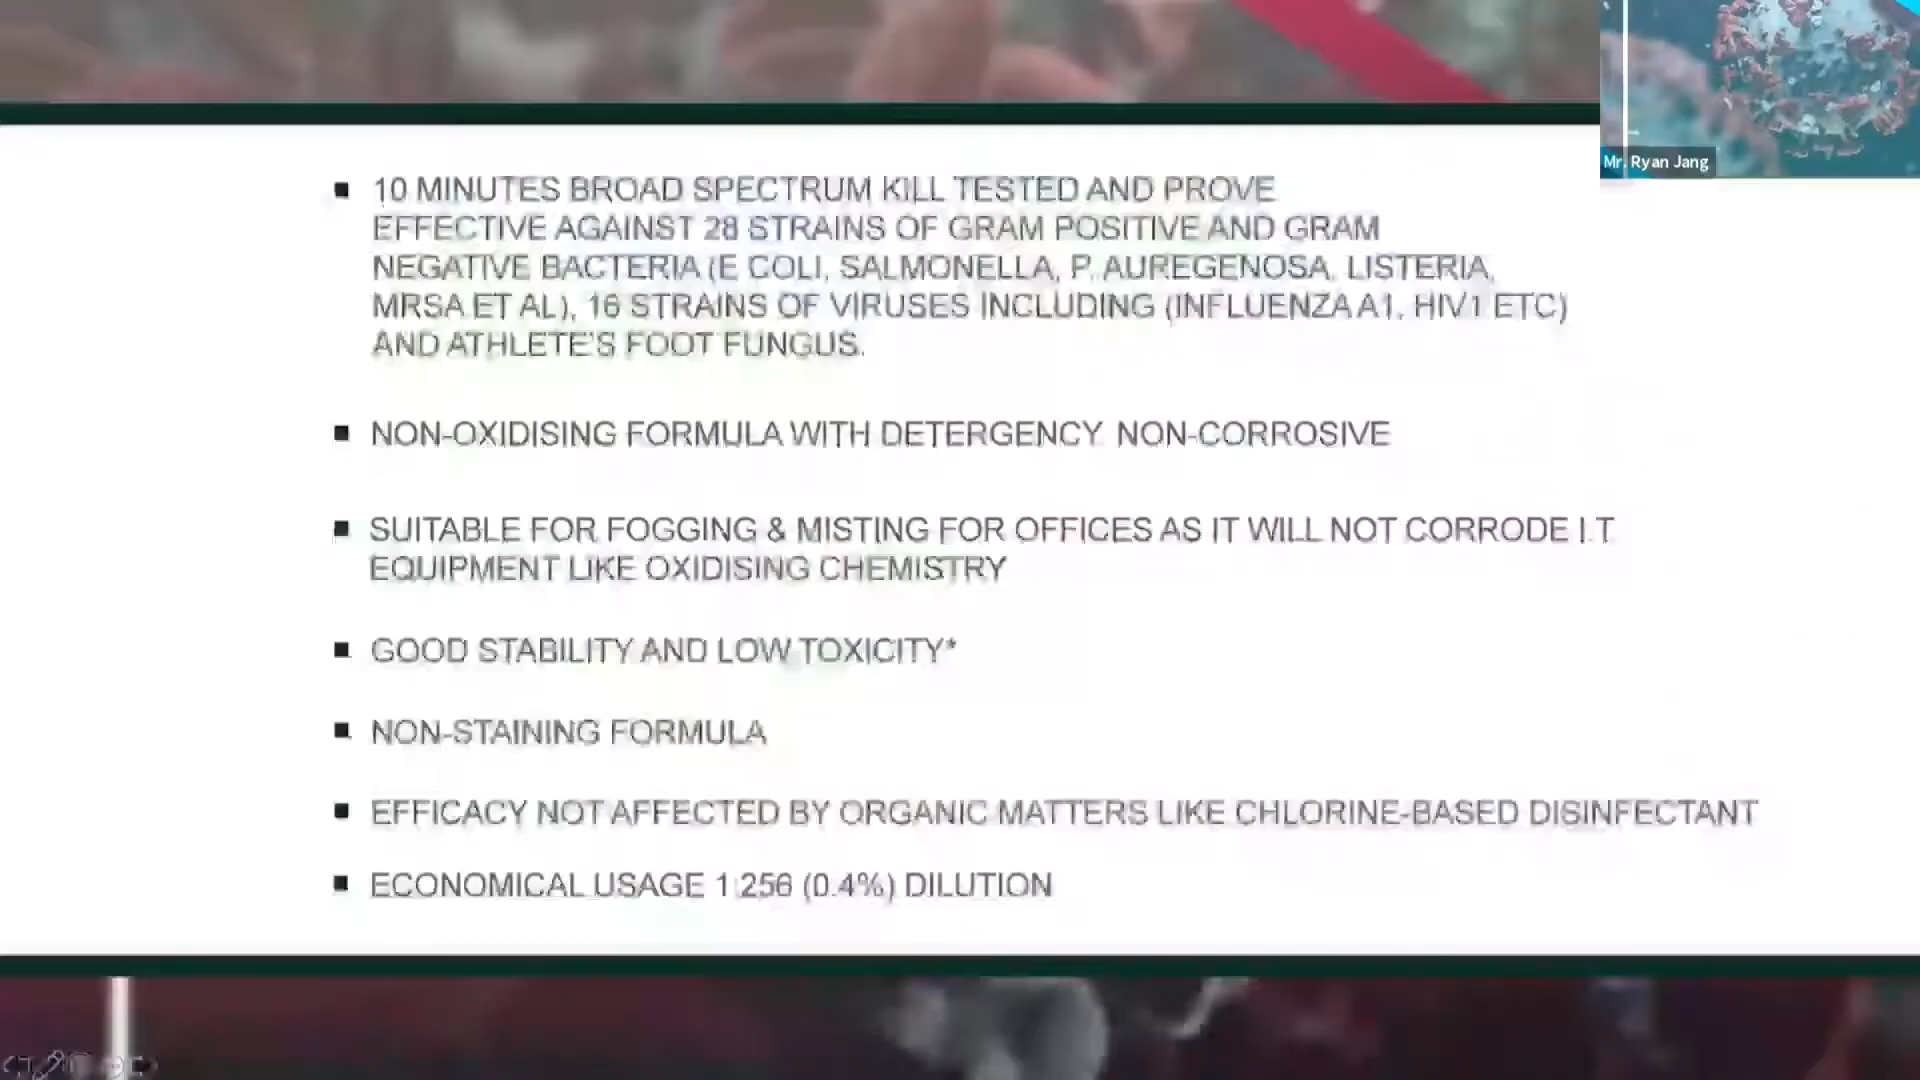 Mr. Ryan Jang
10 MINUTES BROAD SPECTRUM KILL TESTED AND PROVE
EFFECTIVE AGAINST 28 STRAINS OF GRAM POSITIVE AND GRAM
NEGATIVE BACTERIA (E COLI, SALMONELLA, P. AUREGENOSA, LISTERIA,
MRSA ET AL), 16 STRAINS OF VIRUSES INCLUDING (INFLUENZA A1, HIV1 ETC)
AND ATHLETE'S FOOT FUNGUS.
NON-OXIDISING FORMULA WITH DETERGENCY. NON-CORROSIVE
SUITABLE FOR FOGGING & MISTING FOR OFFICES AS IT WILL NOT CORRODE I.T.
EQUIPMENT LIKE OXIDISING CHEMISTRY
GOOD STABILITY AND LOW TOXICITY*
NON-STAINING FORMULA
EFFICACY NOT AFFECTED BY ORGANIC MATTERS LIKE CHLORINE-BASED DISINFECTANT
ECONOMICAL USAGE 1:256 (0.4%) DILUTION